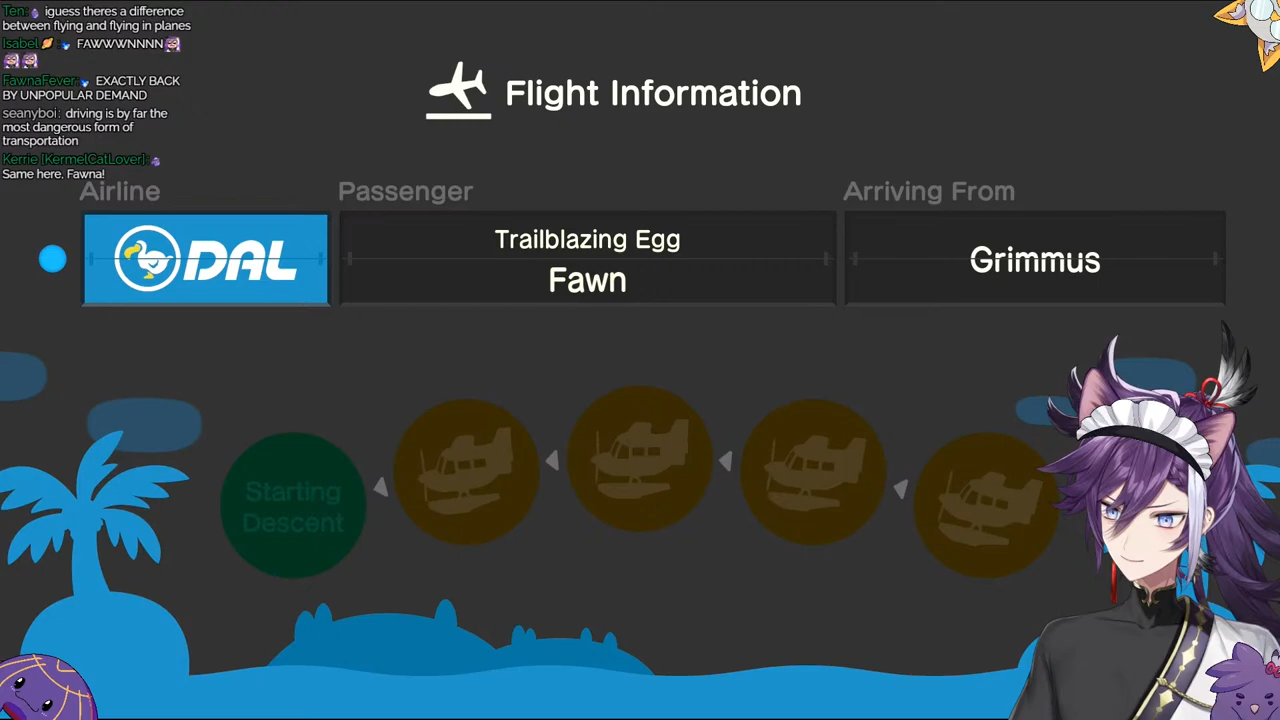 Ten: iguess theres a difference
between flying and flying in planes
Isabel: FAWWWNNNN
FawnaFever: EXACTLY BACK
BY UNPOPULAR DEMAND
seanyboi: driving is by far the
most dangerous form of
transportation
Kerrie [KermelCatLover]:
Same here. Fawna!
Flight Information
Airline
Passenger
Arriving From
DAL
Trailblazing Egg
Fawn
Grimmus
Starting
Descent